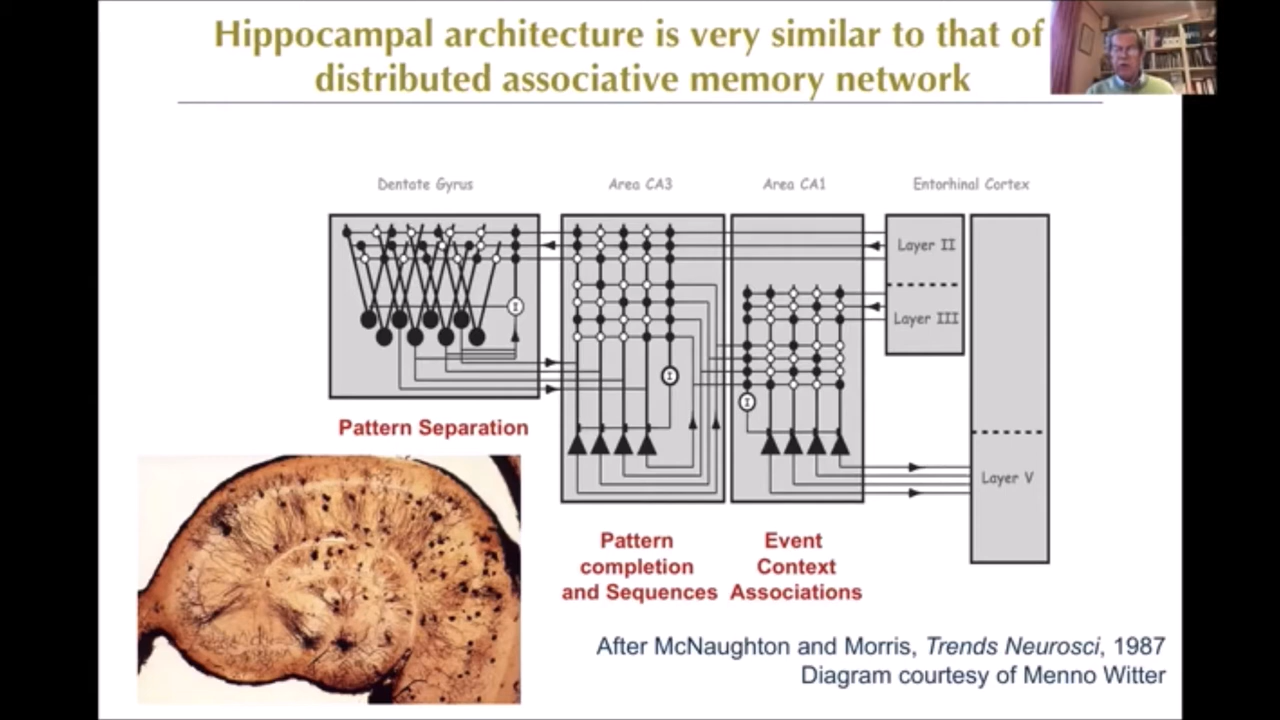 Hippocampal architecture is very similar to that of
distributed associative memory network
Dentate Gyrus
Area CA3
Area CA1
Entorhinal Cortex
Layer II
Layer III
I
I
I
Layer V
Pattern Separation
Pattern
completion
and Sequences
Event
Context
Associations
After McNaughton and Morris, Trends Neurosci, 1987
Diagram courtesy of Menno Witter